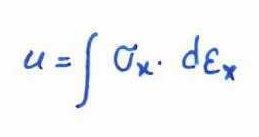 u = ∫ σₓ · dεₓ